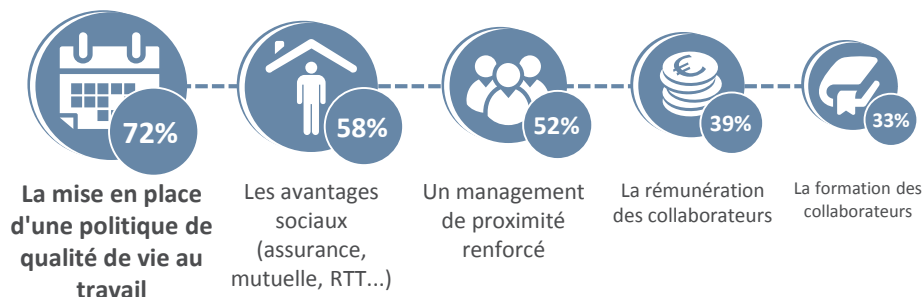 72%
58%
52%
39%
33%
La mise en place
d'une politique de
qualité de vie au
travail
Les avantages
sociaux
(assurance,
mutuelle, RTT...)
Un management
de proximité
renforcé
La rémunération
des collaborateurs
La formation des
collaborateurs